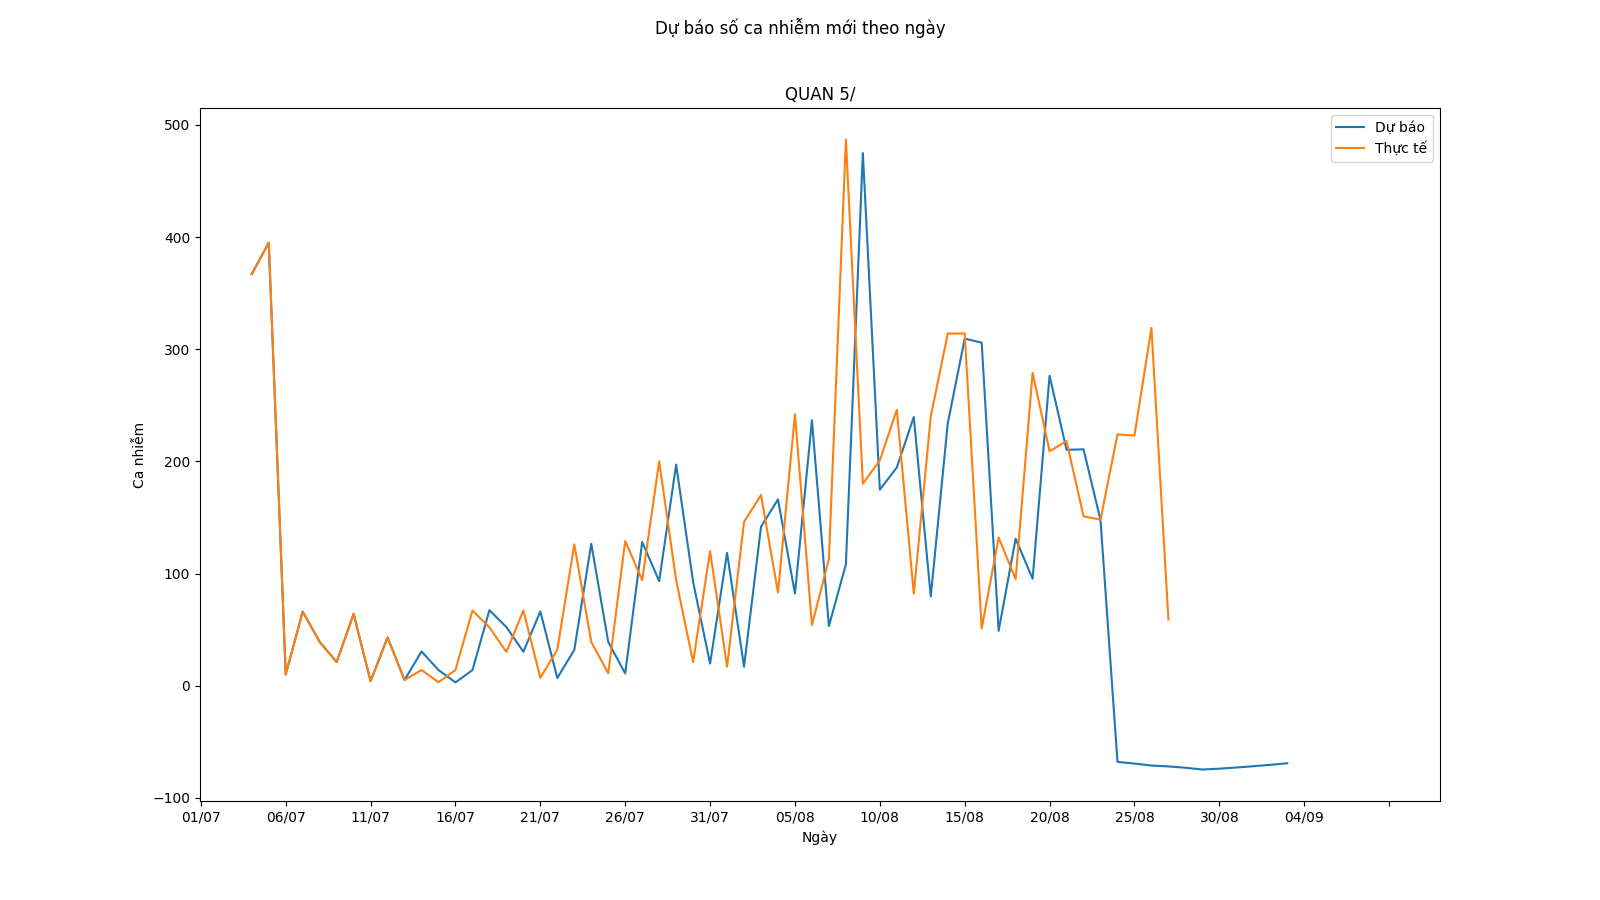 Dự báo số ca nhiễm mới theo ngày
QUAN 5/
Dự báo
Thực tế
500
400
300
200
100
0
−100
Ca nhiễm
01/07 06/07 11/07 16/07 21/07 26/07 31/07 05/08 10/08 15/08 20/08 25/08 30/08 04/09
Ngày